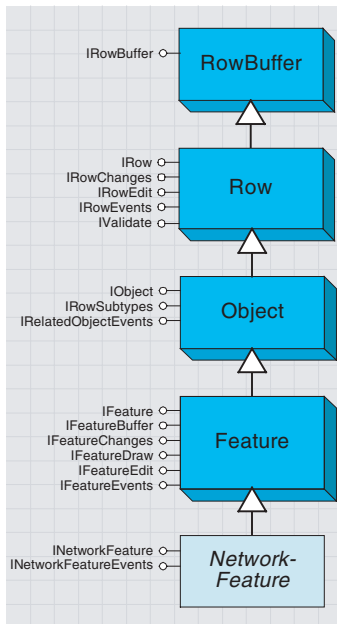 IRowBuffer
RowBuffer
IRow
IRowChanges
IRowEdit
IRowEvents
IValidate
Row
IObject
IRowSubtypes
IRelatedObjectEvents
Object
IFeature
IFeatureBuffer
IFeatureChanges
IFeatureDraw
IFeatureEdit
IFeatureEvents
Feature
INetworkFeature
INetworkFeatureEvents
Network-
Feature